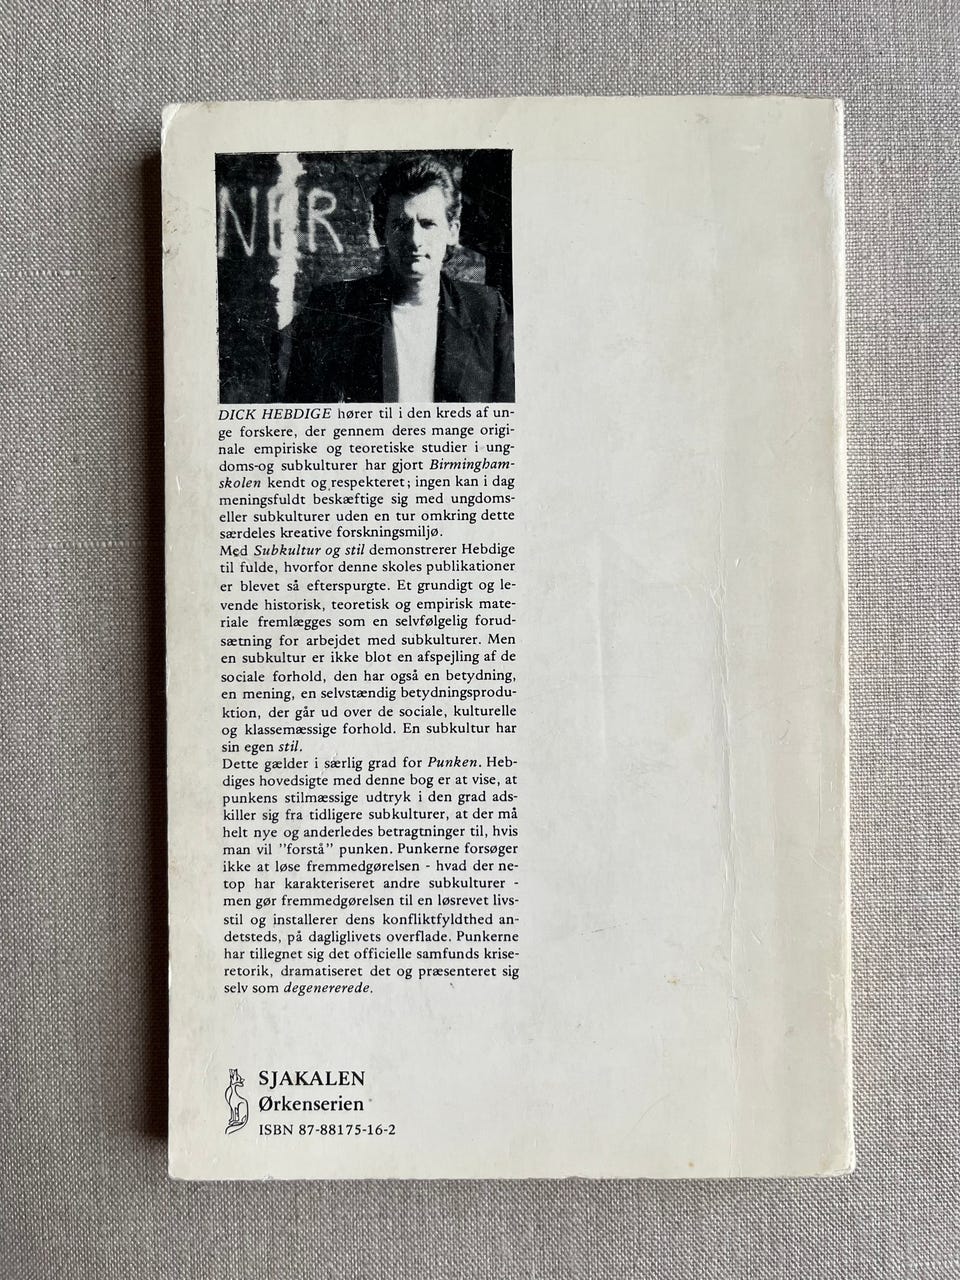 NER
DICK HEBDIGE hører til i den kreds af un-
ge forskere, der gennem deres mange origi-
nale empiriske og teoretiske studier i ung-
doms-og subkulturer har gjort Birmingham-
skolen kendt og respekteret; ingen kan i dag
meningsfuldt beskæftige sig med ungdoms-
eller subkulturer uden en tur omkring dette
særdeles kreative forskningsmiljø.
Med Subkultur og stil demonstrerer Hebdige
til fulde, hvorfor denne skoles publikationer
er blevet så efterspurgte. Et grundigt og le-
vende historisk, teoretisk og empirisk mate-
riale fremlægges som en selvfølgelig forud-
sætning for arbejdet med subkulturer. Men
en subkultur er ikke blot en afspejling af de
sociale forhold, den har også en betydning,
en mening, en selvstændig betydningsprodu-
ktion, der går ud over de sociale, kulturelle
og klassemæssige forhold. En subkultur har
sin egen stil.
Dette gælder i særlig grad for Punken. Heb-
diges hovedsigte med denne bog er at vise, at
punkens stilmæssige udtryk i den grad ads-
killer sig fra tidligere subkulturer, at der må
helt nye og anderledes betragtninger til, hvis
man vil "forstå" punken. Punkerne forsøger
ikke at løse fremmedgørelsen - hvad der ne-
top har karakteriseret andre subkulturer -
men gør fremmedgørelsen til en løsrevet livs-
stil og installerer dens konfliktfyldthed an-
detsteds, på dagliglivets overflade. Punkerne
har tillegnet sig det officielle samfunds krise-
retorik, dramatiseret det og præsenteret sig
selv som degenererede.
SJAKALEN
Ørkenserien
ISBN 87-88175-16-2